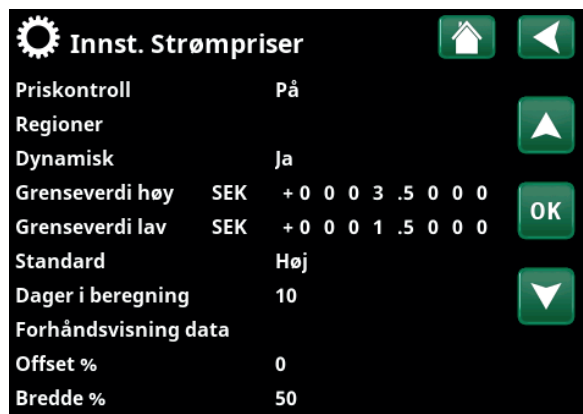 Innst. Strømpriser
Priskontroll På
Regioner
Dynamisk Ja
Grenseverdi høy SEK +0 0 0 3 .5 0 0 0
Grenseverdi lav SEK +0 0 0 1 .5 0 0 0
OK
Standard Høj
Dager i beregning 10
Forhåndsvisning data
Offset % 0
Bredde % 50